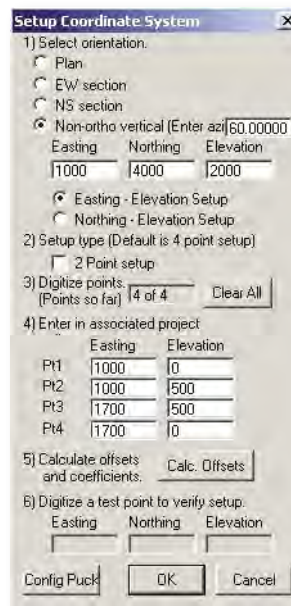 Setup Coordinate System
1) Select orientation.
Plan
EW section
NS section
Non-ortho vertical (Enter azi 60.00000
Easting Northing Elevation
1000 4000 2000
Easting - Elevation Setup
Northing - Elevation Setup
2) Setup type (Default is 4 point setup)
2 Point setup
3) Digitize points.
(Points so far) 4 of 4 Clear All
4) Enter in associated project
Easting Elevation
Pt1 1000 0
Pt2 1000 500
Pt3 1700 500
Pt4 1700 0
5) Calculate offsets
and coefficients. Calc. Offsets
6) Digitize a test point to verify setup.
Easting Northing Elevation
Config Puck OK Cancel